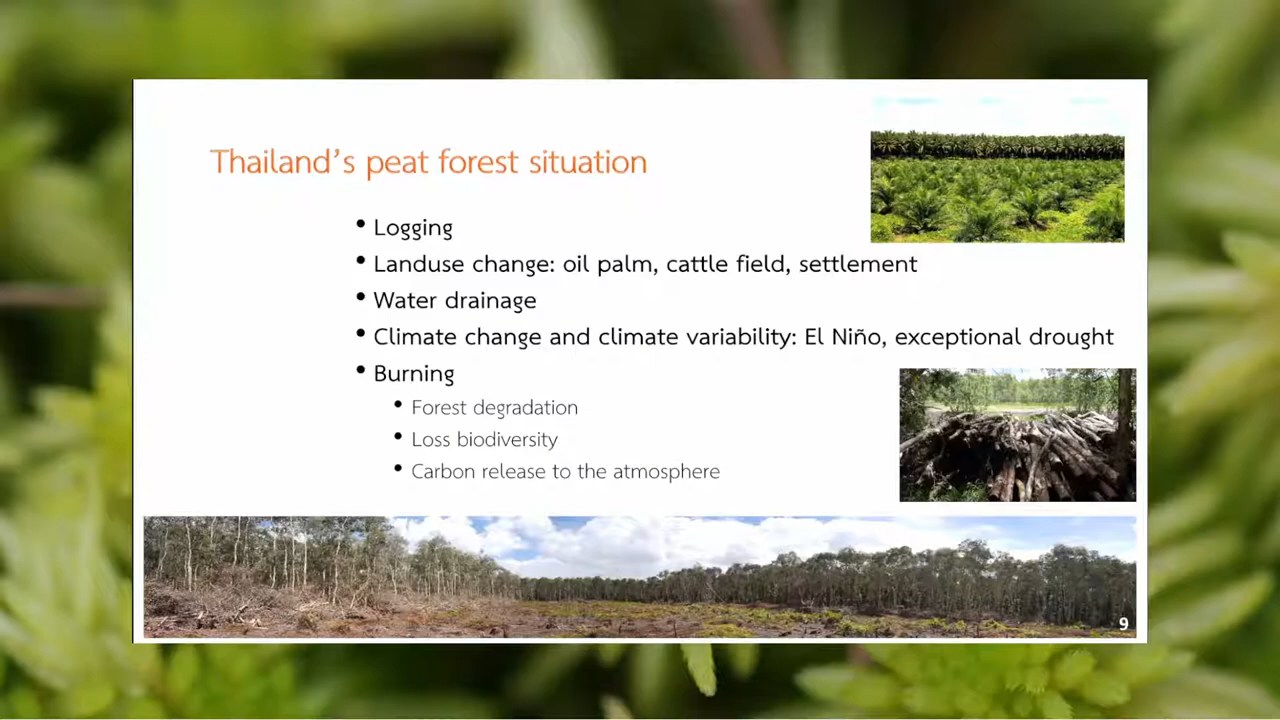 Thailand's peat forest situation
• Logging
• Landuse change: oil palm, cattle field, settlement
• Water drainage
• Climate change and climate variability: El Niño, exceptional drought
• Burning
• Forest degradation
• Loss biodiversity
• Carbon release to the atmosphere
9